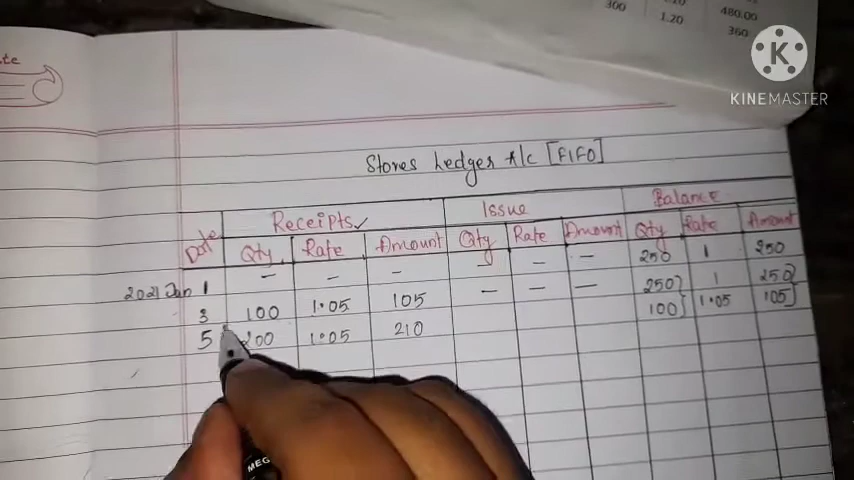 300 1.20 480.00
360
K
KINEMASTER
Stores Ledger A/c [FIFO]
Receipts Issue Balance
Date Qty Rate Amount Qty Rate Amount Qty Rate Amount
2021 Jan 1 - - - - - - 250 1 250
3 100 1.05 105 - - - 250 1 250
100 1.05 105
5 200 1.05 210
MEG